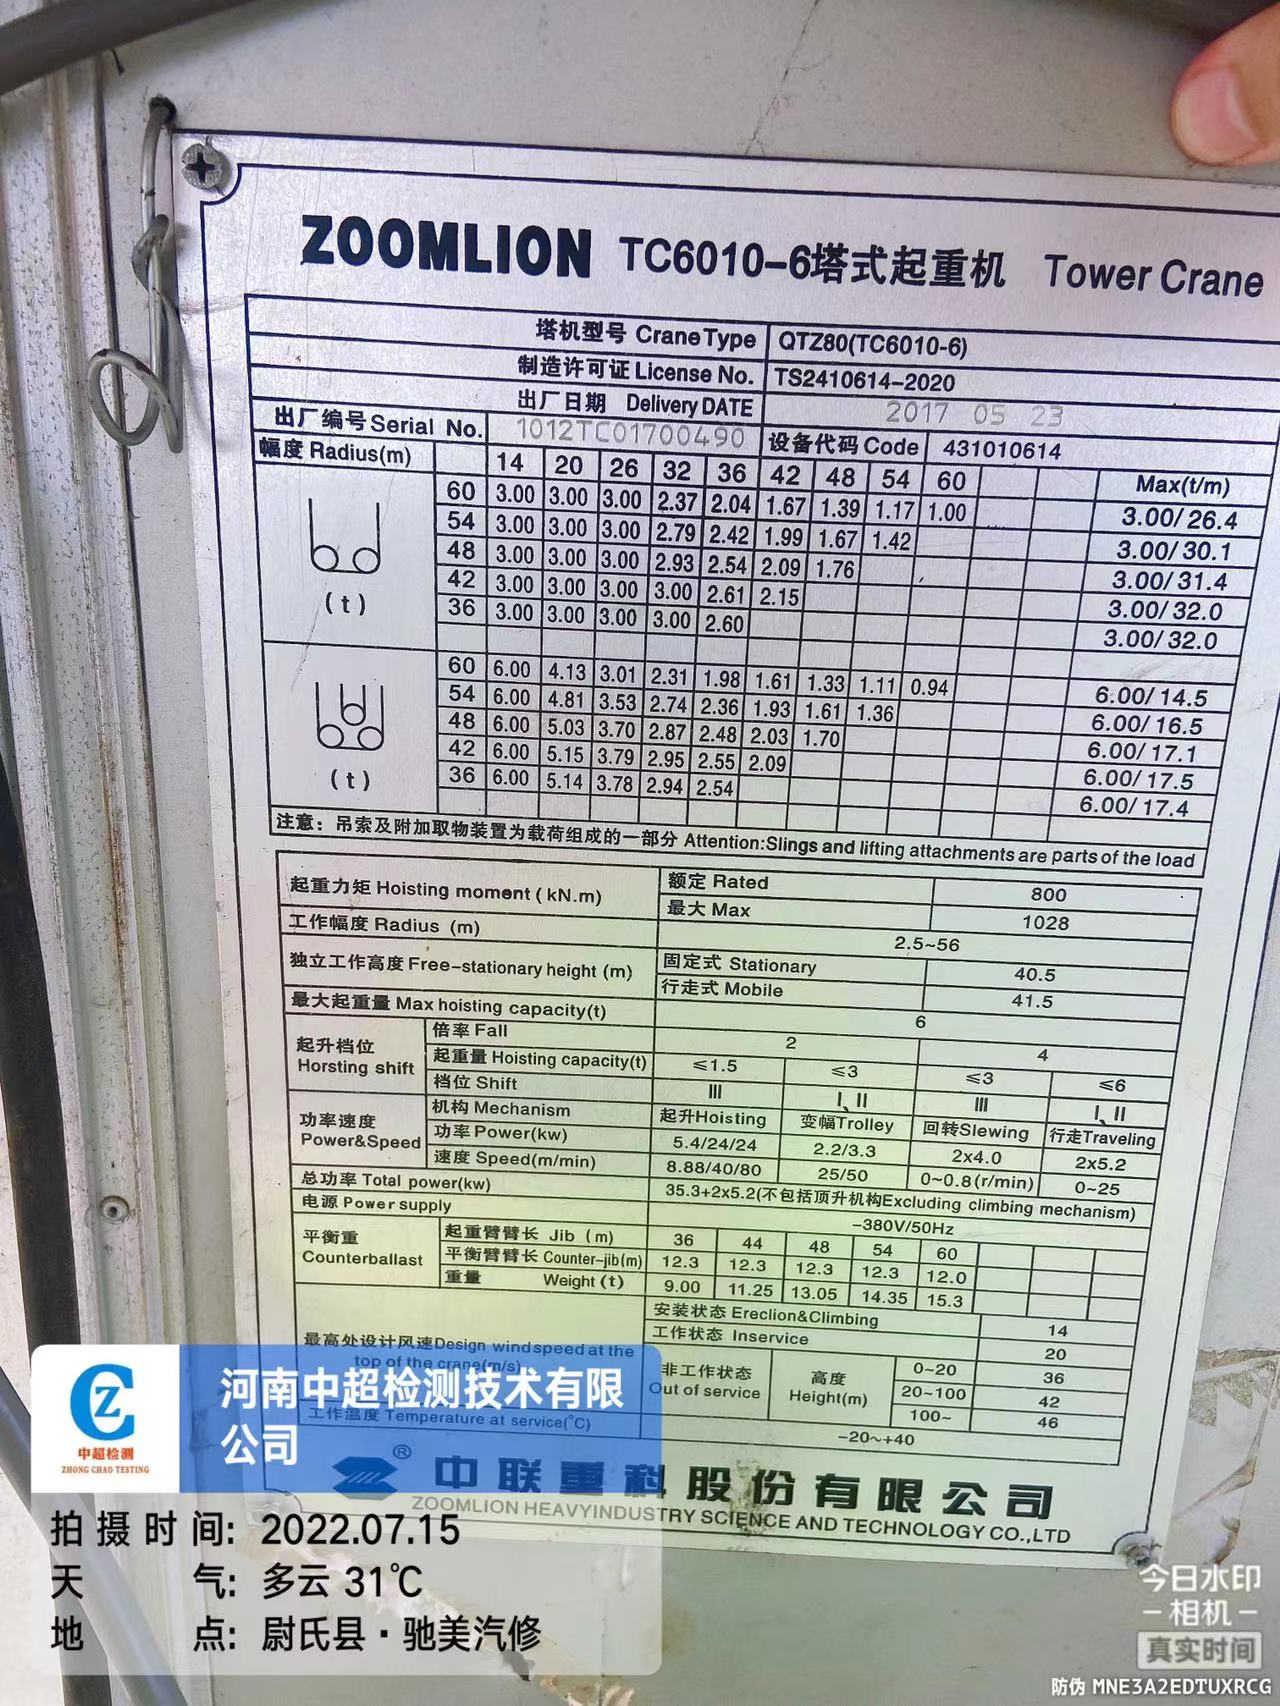 ZOOMLION TC6010-6塔式起重机 Tower Crane
塔机型号 Crane Type QTZ80(TC6010-6)
制造许可证 License No. TS2410614-2020
出厂日期 Delivery DATE 2017 05 23
出厂编号 Serial No. 1012TC01700490 设备代码 Code 431010614
幅度 Radius(m) 14 20 26 32 36 42 48 54 60 Max(t/m)
60 3.00 3.00 3.00 2.37 2.04 1.67 1.39 1.17 1.00 3.00/26.4
54 3.00 3.00 3.00 2.79 2.42 1.99 1.67 1.42 3.00/30.1
48 3.00 3.00 3.00 2.93 2.54 2.09 1.76 3.00/31.4
42 3.00 3.00 3.00 3.00 2.61 2.15 3.00/32.0
36 3.00 3.00 3.00 3.00 2.60 3.00/32.0
(t)
60 6.00 4.13 3.01 2.31 1.98 1.61 1.33 1.11 0.94 6.00/14.5
54 6.00 4.81 3.53 2.74 2.36 1.93 1.61 1.36 6.00/16.5
48 6.00 5.03 3.70 2.87 2.48 2.03 1.70 6.00/17.1
42 6.00 5.15 3.79 2.95 2.55 2.09 6.00/17.5
36 6.00 5.14 3.78 2.94 2.54 6.00/17.4
(t)
注意：吊索及附加取物装置为载荷组成的一部分 Attention:Slings and lifting attachments are parts of the load
起重力矩 Hoisting moment (kN.m) 额定 Rated 800
最大 Max 1028
工作幅度 Radius (m) 2.5~56
独立工作高度 Free-stationary height (m) 固定式 Stationary 40.5
行走式 Mobile 41.5
最大起重量 Max hoisting capacity(t) 6
起升档位 Horsting shift 倍率 Fall 2 4
起重量 Hoisting capacity(t) ≤1.5 ≤3 ≤3 ≤6
档位 Shift III I、II III I、II
功率速度 Power&Speed 机构 Mechanism 起升Hoisting 变幅Trolley 回转Slewing 行走Traveling
功率 Power(kw) 5.4/24/24 2.2/3.3 2x4.0 2x5.2
速度 Speed(m/min) 8.88/40/80 25/50 0~0.8(r/min) 0~25
总功率 Total power(kw) 35.3+2x5.2(不包括顶升机构Excluding climbing mechanism)
电源 Power supply ~380V/50Hz
平衡重 Counterballast 起重臂臂长 Jib (m) 36 44 48 54 60
平衡臂臂长 Counter-jib(m) 12.3 12.3 12.3 12.3 12.0
重量 Weight (t) 9.00 11.25 13.05 14.35 15.3
最高处设计风速Design windspeed at the top of the crane(m/s) 安装状态 Ereclion&Climbing 14
工作状态 Inservice 20
非工作状态 Out of service 高度 Height(m) 0~20 36
20~100 42
100~ 46
工作温度 Temperature at service(℃) -20~+40
® 中联重科股份有限公司
ZOOMLION HEAVYINDUSTRY SCIENCE AND TECHNOLOGY CO.,LTD
中超检测
ZHONG CHAO TESTING
河南中超检测技术有限
公司
拍摄时间: 2022.07.15
天气: 多云 31℃
地点: 尉氏县·驰美汽修
今日水印
相机
真实时间
防伪 MNE3A2EDTUXRCG